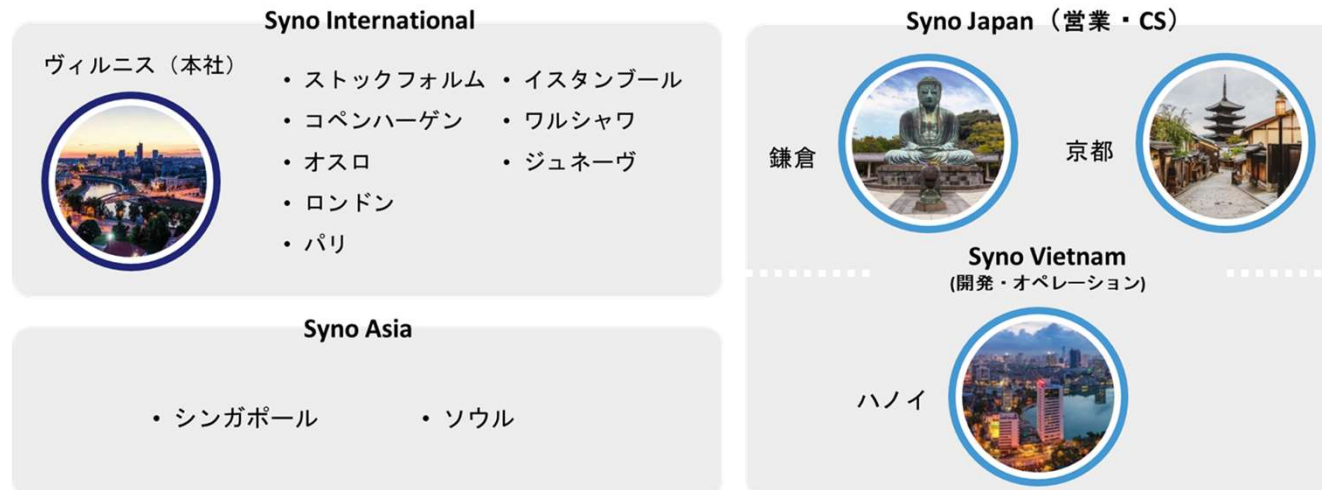 Syno International
ヴィルニス（本社）
• ストックフォルム
• コペンハーゲン
• オスロ
• ロンドン
• パリ
• イスタンブール
• ワルシャワ
• ジュネーヴ
Syno Asia
• シンガポール
• ソウル
Syno Japan（営業・CS）
鎌倉
京都
Syno Vietnam
(開発・オペレーション)
ハノイ